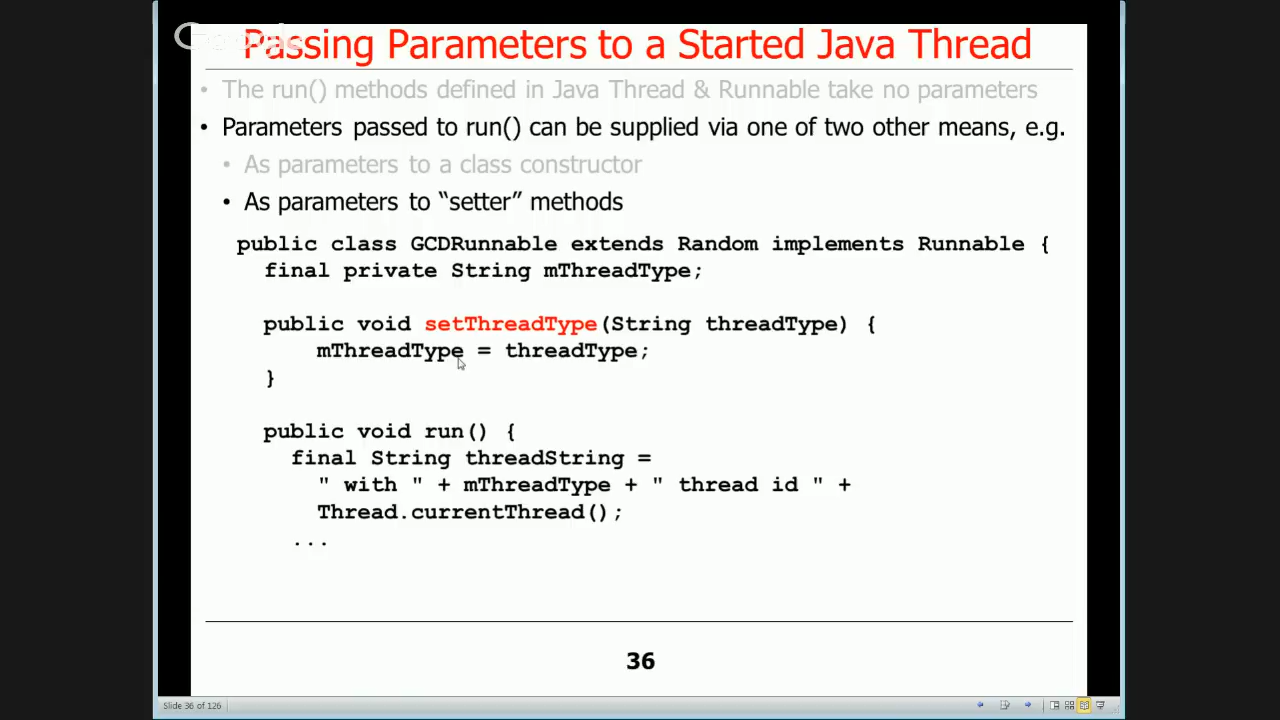 Google
Passing Parameters to a Started Java Thread
• The run() methods defined in Java Thread & Runnable take no parameters
• Parameters passed to run() can be supplied via one of two other means, e.g.
• As parameters to a class constructor
• As parameters to “setter” methods
public class GCDRunnable extends Random implements Runnable {
final private String mThreadType;
public void setThreadType(String threadType) {
mThreadType = threadType;
}
public void run() {
final String threadString =
" with " + mThreadType + " thread id " +
Thread.currentThread();
...
36
Slide 36 of 126